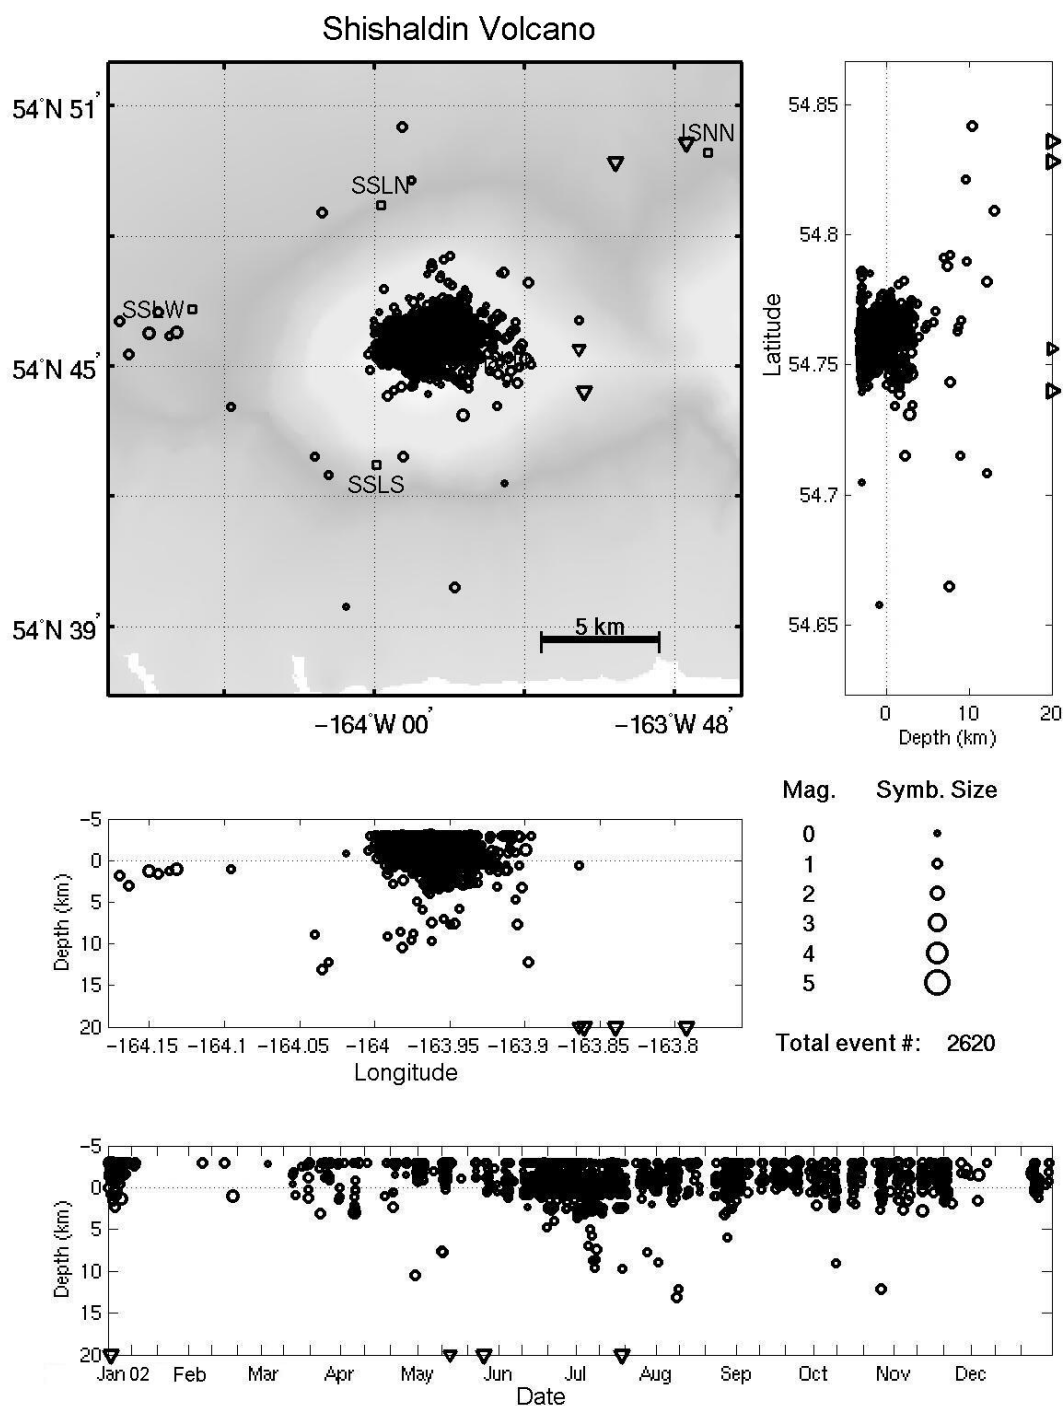 Shishaldin Volcano
54°N 51'
54°N 45'
54°N 39'
ISNN
SSLN
SSLW
SSLS
5 km
-164°W 00'
-163°W 48'
54.85
54.8
54.75
54.7
54.65
Latitude
0 10 20
Depth (km)
Mag. Symb. Size
0
1
2
3
4
5
Total event #: 2620
-5
0
5
10
15
20
Depth (km)
-164.15 -164.1 -164.05 -164 -163.95 -163.9 -163.85 -163.8
Longitude
-5
0
5
10
15
20
Depth (km)
Jan 02 Feb Mar Apr May Jun Jul Aug Sep Oct Nov Dec
Date